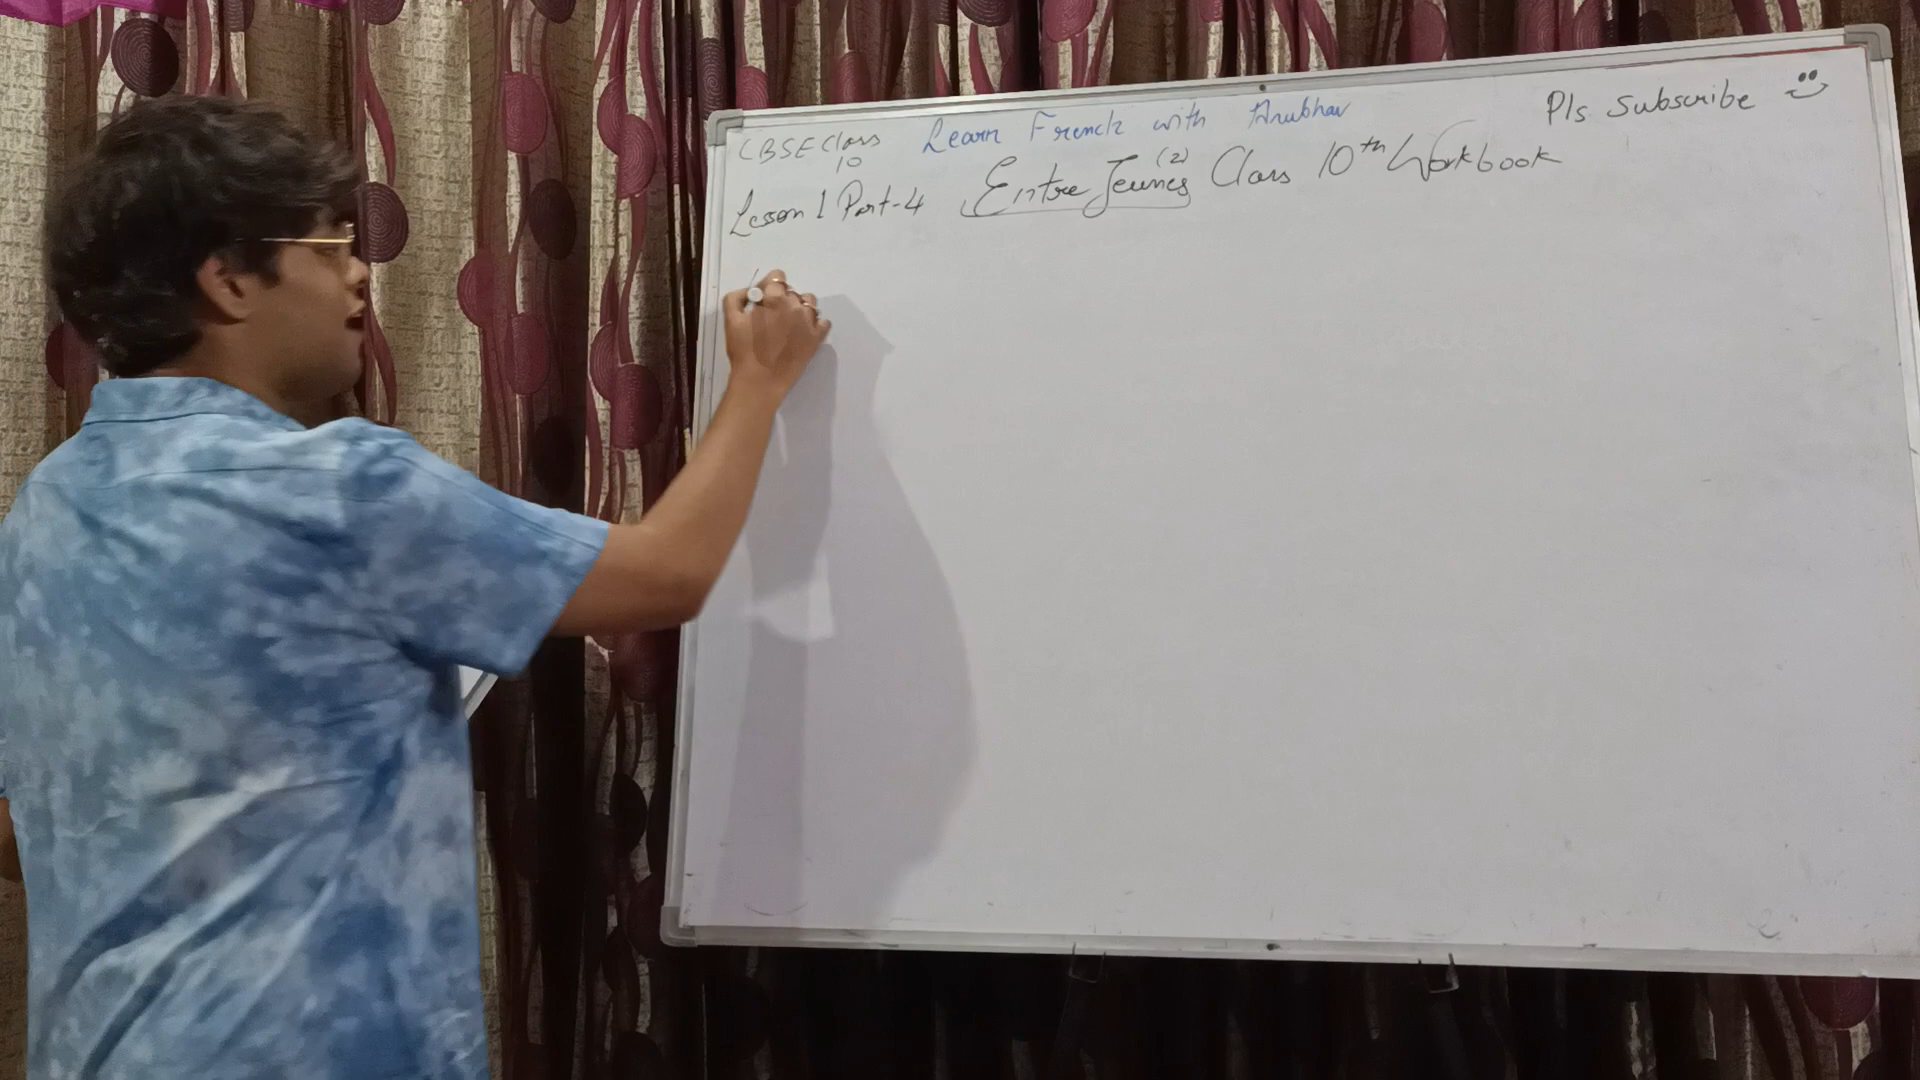 CBSE Class 10
Learn French with Anubhav
Pls Subscribe
Lesson 1 Part-4
Entre Jeunes (2) Class 10th Workbook